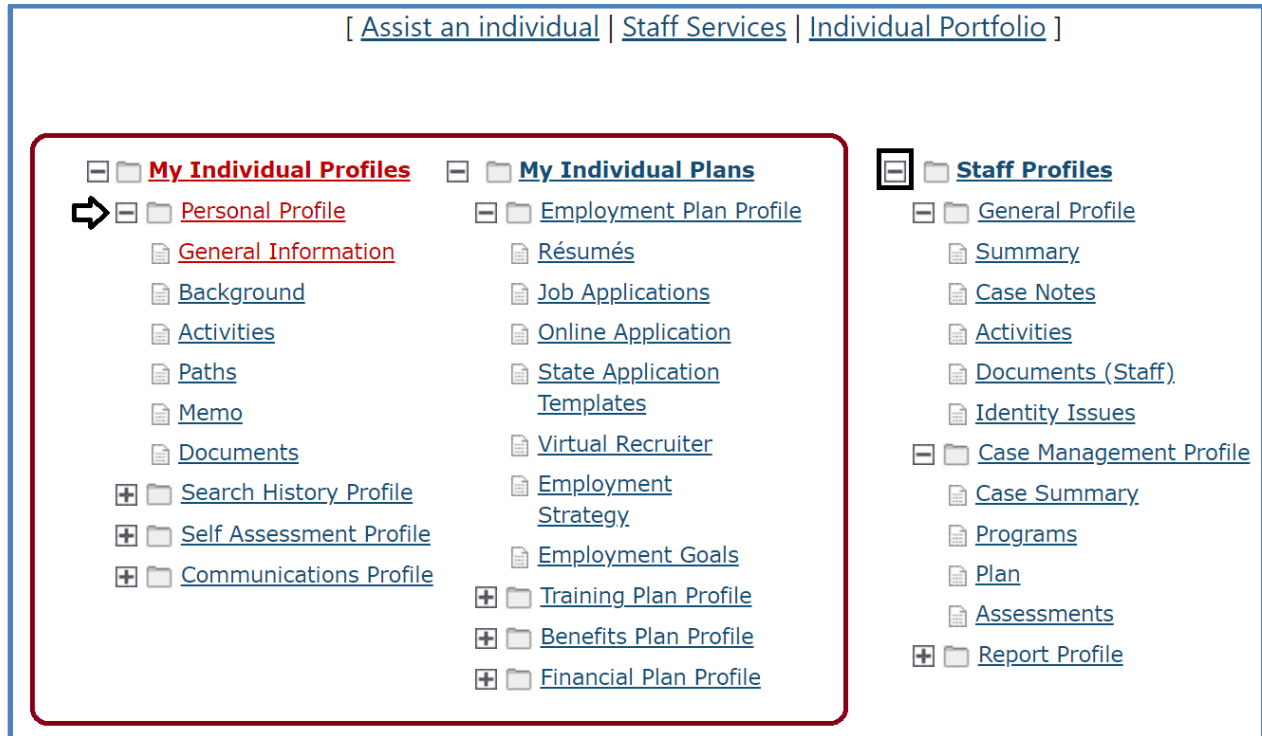 [ Assist an individual | Staff Services | Individual Portfolio ]
My Individual Profiles
Personal Profile
General Information
Background
Activities
Paths
Memo
Documents
Search History Profile
Self Assessment Profile
Communications Profile
My Individual Plans
Employment Plan Profile
Résumés
Job Applications
Online Application
State Application
Templates
Virtual Recruiter
Employment
Strategy
Employment Goals
Training Plan Profile
Benefits Plan Profile
Financial Plan Profile
Staff Profiles
General Profile
Summary
Case Notes
Activities
Documents (Staff)
Identity Issues
Case Management Profile
Case Summary
Programs
Plan
Assessments
Report Profile